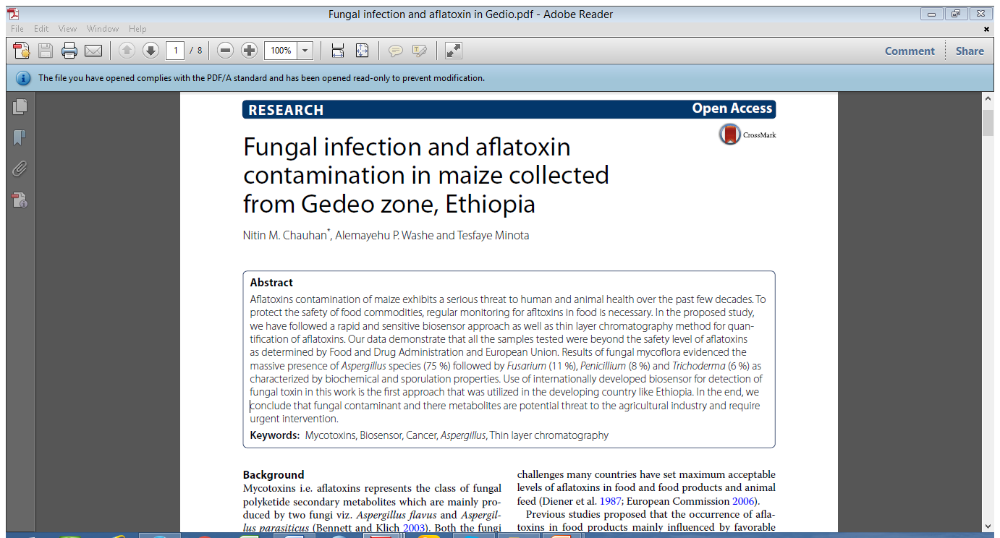 Fungal infection and aflatoxin in Gedio.pdf - Adobe Reader
File Edit View Window Help
1 / 8 100% Comment Share
The file you have opened complies with the PDF/A standard and has been opened read-only to prevent modification.
RESEARCH Open Access
CrossMark
Fungal infection and aflatoxin
contamination in maize collected
from Gedeo zone, Ethiopia
Nitin M. Chauhan*, Alemayehu P. Washe and Tesfaye Minota
Abstract
Aflatoxins contamination of maize exhibits a serious threat to human and animal health over the past few decades. To
protect the safety of food commodities, regular monitoring for afltoxins in food is necessary. In the proposed study,
we have followed a rapid and sensitive biosensor approach as well as thin layer chromatography method for quan-
tification of aflatoxins. Our data demonstrate that all the samples tested were beyond the safety level of aflatoxins
as determined by Food and Drug Administration and European Union. Results of fungal mycoflora evidenced the
massive presence of Aspergillus species (75 %) followed by Fusarium (11 %), Penicillium (8 %) and Trichoderma (6 %) as
characterized by biochemical and sporulation properties. Use of internationally developed biosensor for detection of
fungal toxin in this work is the first approach that was utilized in the developing country like Ethiopia. In the end, we
conclude that fungal contaminant and there metabolites are potential threat to the agricultural industry and require
urgent intervention.
Keywords: Mycotoxins, Biosensor, Cancer, Aspergillus, Thin layer chromatography
Background
Mycotoxins i.e. aflatoxins represents the class of fungal
polyketide secondary metabolites which are mainly pro-
duced by two fungi viz. Aspergillus flavus and Aspergil-
lus parasiticus (Bennett and Klich 2003). Both the fungi
challenges many countries have set maximum acceptable
levels of aflatoxins in food and food products and animal
feed (Diener et al. 1987; European Commission 2006).
Previous studies proposed that the occurrence of afla-
toxins in food products mainly influenced by favorable